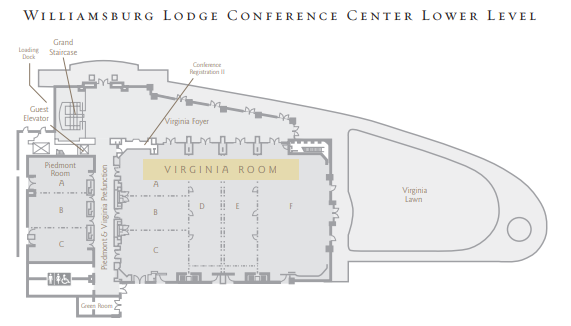 Williamsburg Lodge Conference Center Lower Level
Loading
Dock
Grand
Staircase
Conference
Registration II
Guest
Elevator
Virginia Foyer
Piedmont
Room
A
B
C
Piedmont & Virginia Prefunction
VIRGINIA ROOM
A
B
C
D
E
F
Virginia
Lawn
Green Room